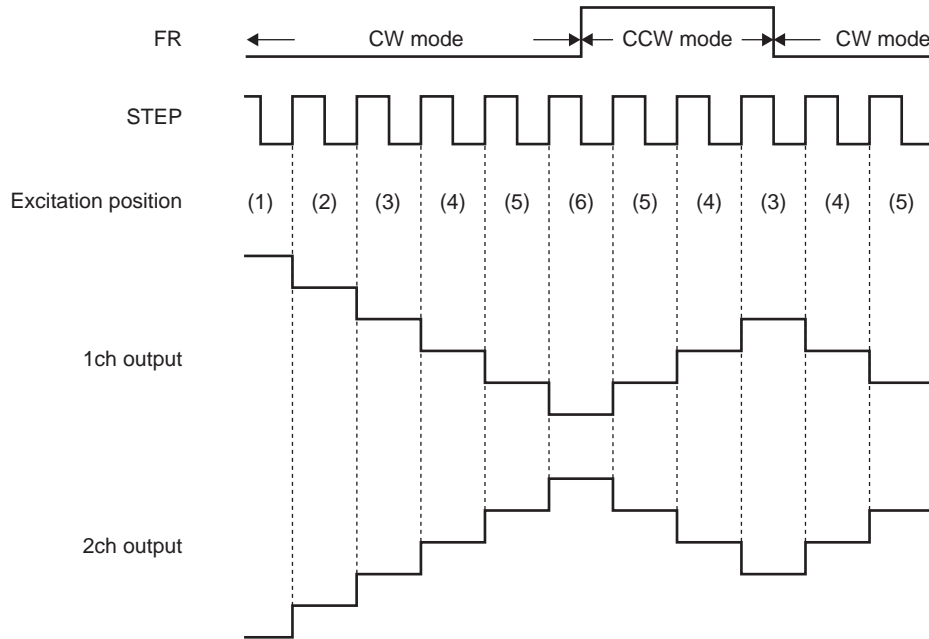 FR CW mode CCW mode CW mode
STEP
Excitation position (1) (2) (3) (4) (5) (6) (5) (4) (3) (4) (5)
1ch output
2ch output